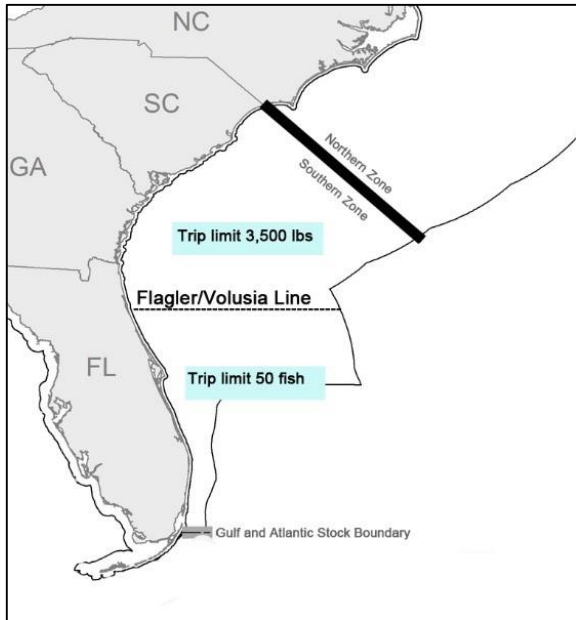 NC
SC
GA
Northern Zone
Southern Zone
Trip limit 3,500 lbs
Flagler/Volusia Line
FL
Trip limit 50 fish
Gulf and Atlantic Stock Boundary